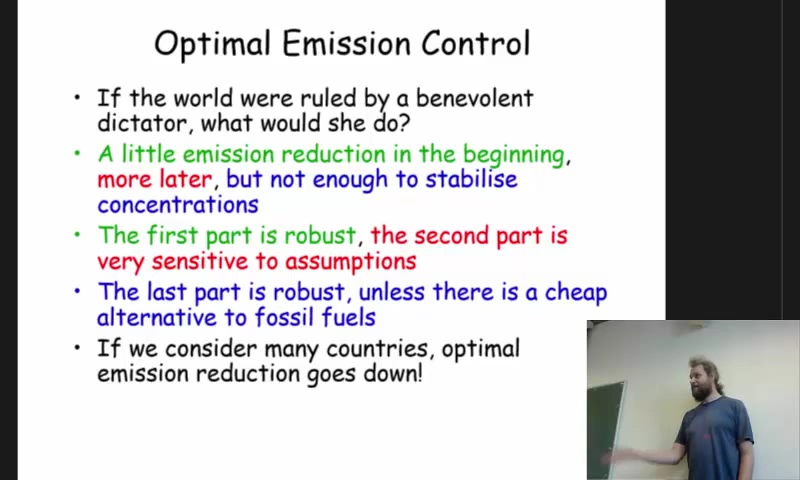 Optimal Emission Control
• If the world were ruled by a benevolent
dictator, what would she do?
• A little emission reduction in the beginning,
more later, but not enough to stabilise
concentrations
• The first part is robust, the second part is
very sensitive to assumptions
• The last part is robust, unless there is a cheap
alternative to fossil fuels
• If we consider many countries, optimal
emission reduction goes down!